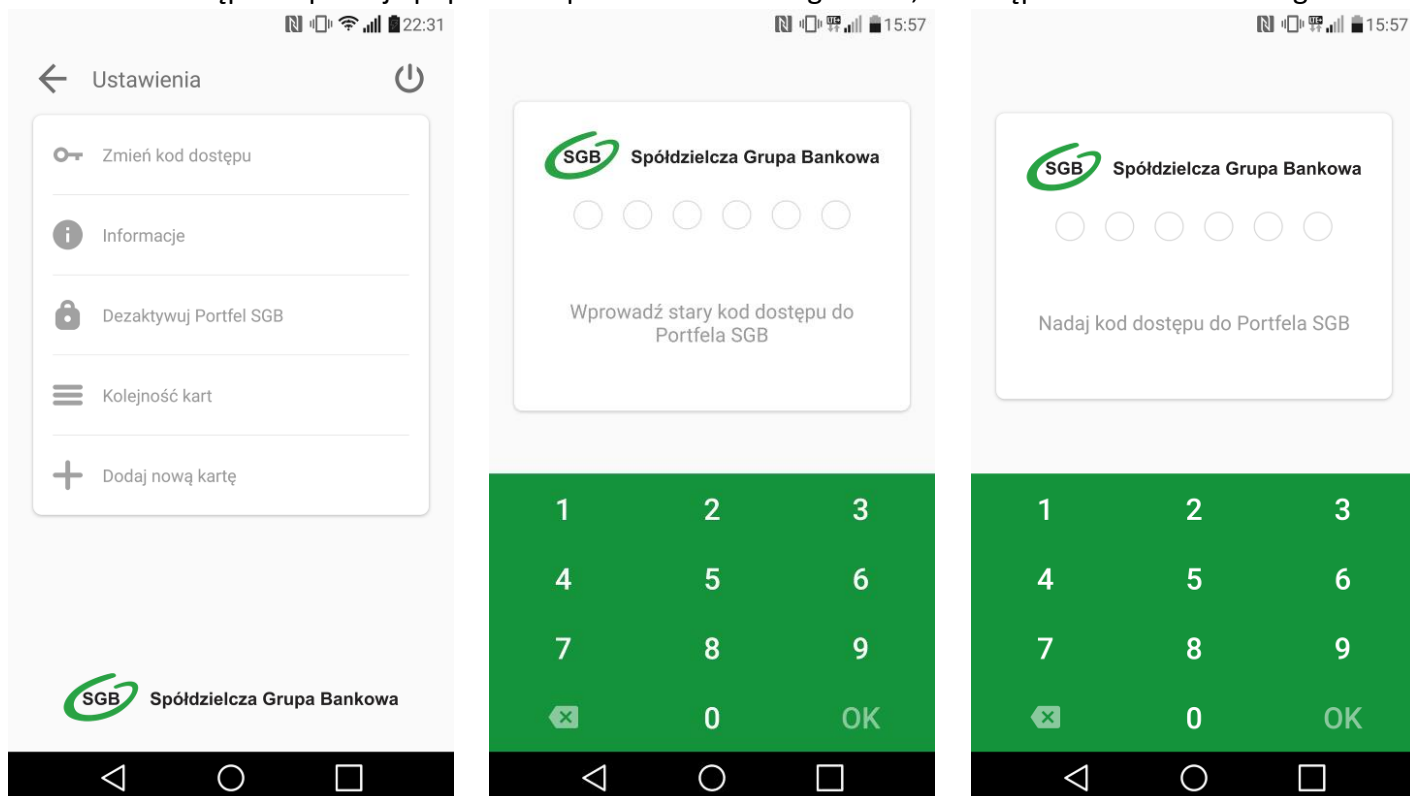 22:31
Ustawienia
Zmień kod dostępu
Informacje
Dezaktywuj Portfel SGB
Kolejność kart
Dodaj nową kartę
SGB Spółdzielcza Grupa Bankowa
15:57
SGB Spółdzielcza Grupa Bankowa
Wprowadź stary kod dostępu do
Portfela SGB
1 2 3
4 5 6
7 8 9
0 OK
15:57
SGB Spółdzielcza Grupa Bankowa
Nadaj kod dostępu do Portfela SGB
1 2 3
4 5 6
7 8 9
0 OK